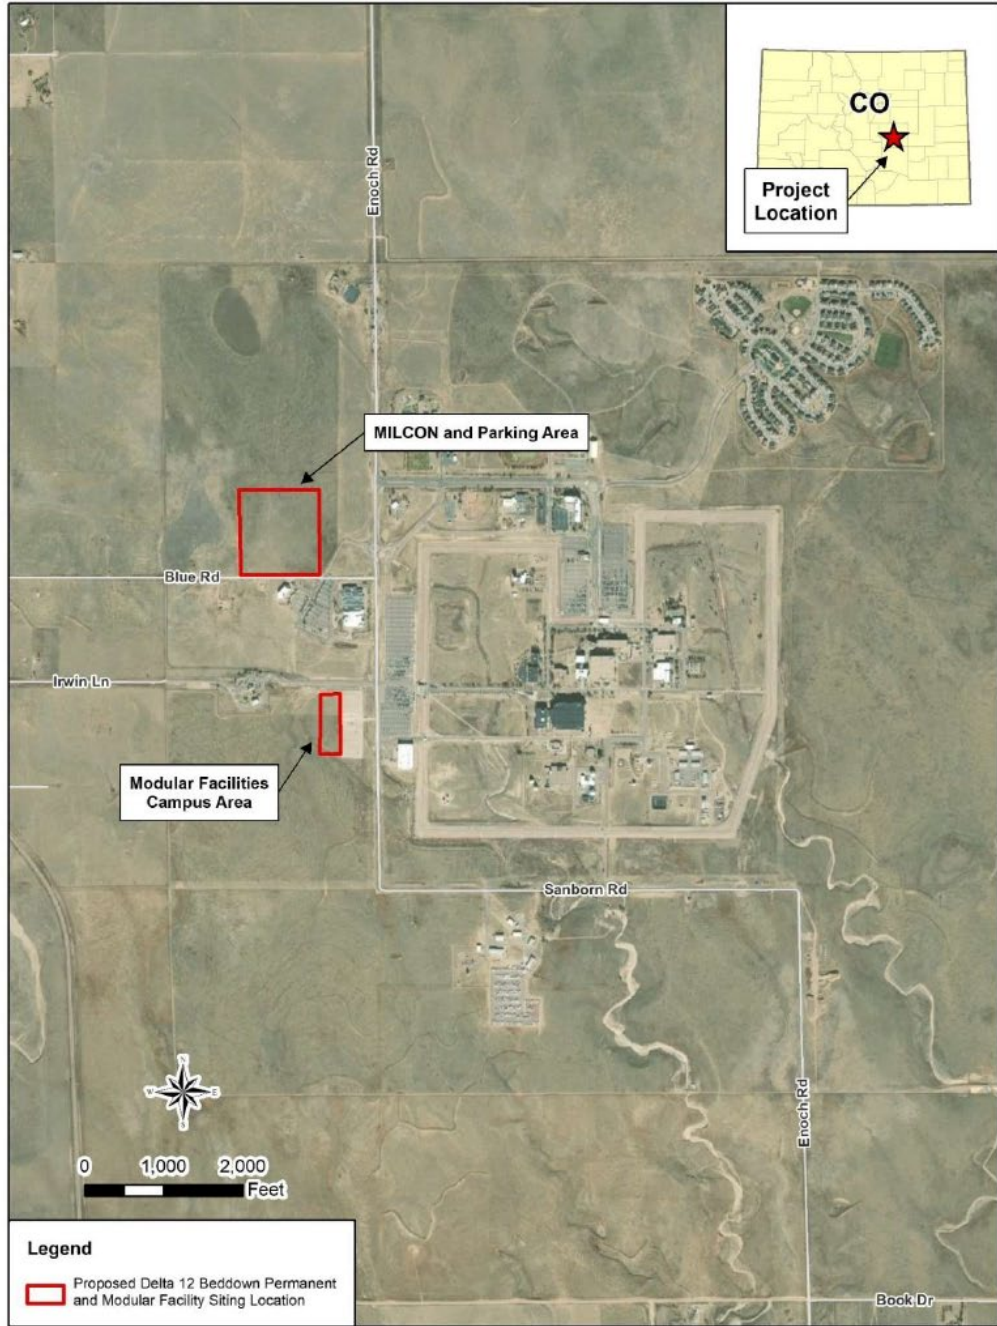 CO
Project
Location
Enoch Rd
MILCON and Parking Area
Blue Rd
Irwin Ln
Modular Facilities
Campus Area
Sanborn Rd
Enoch Rd
N
W
E
S
0 1,000 2,000
Feet
Legend
Proposed Delta 12 Beddown Permanent
and Modular Facility Siting Location
Book Dr